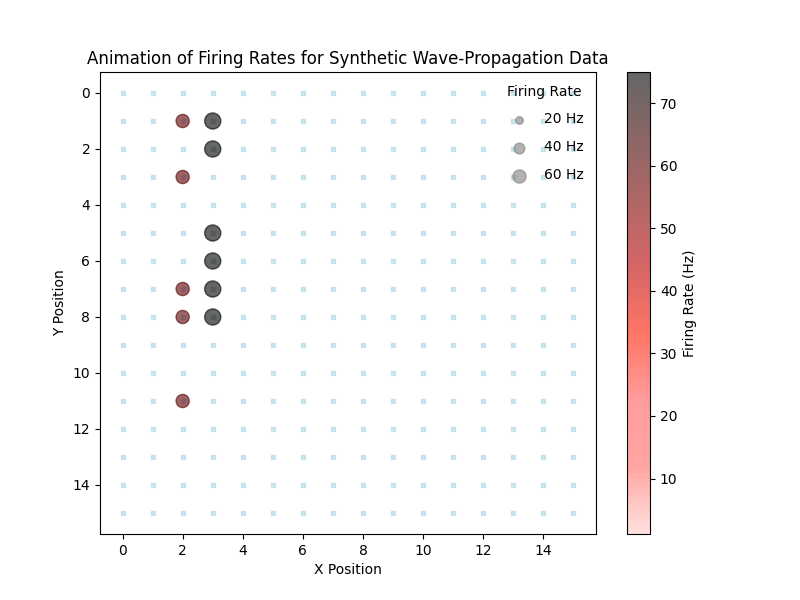 Animation of Firing Rates for Synthetic Wave-Propagation Data
Firing Rate
20 Hz
40 Hz
60 Hz
0
2
4
6
8
10
12
14
Y Position
0 2 4 6 8 10 12 14
X Position
70
60
50
40
30
20
10
Firing Rate (Hz)